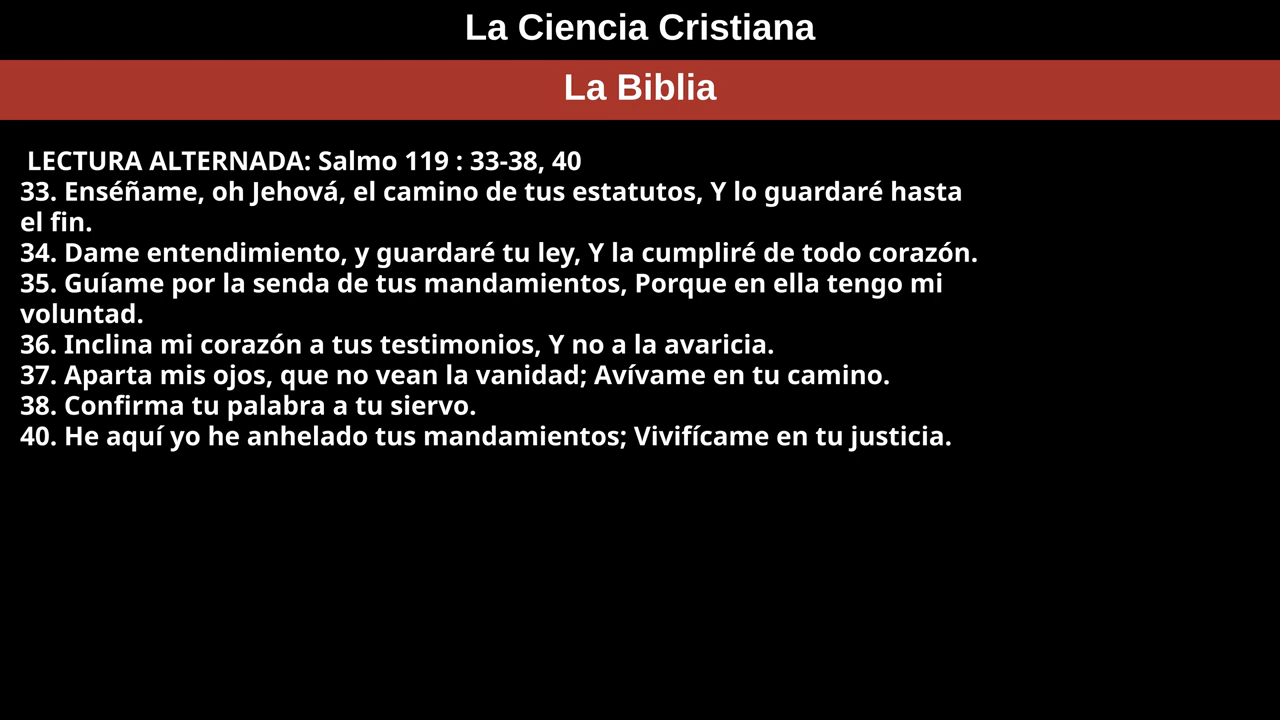 La Ciencia Cristiana
La Biblia
LECTURA ALTERNADA: Salmo 119 : 33-38, 40
33. Enséñame, oh Jehová, el camino de tus estatutos, Y lo guardaré hasta
el fin.
34. Dame entendimiento, y guardaré tu ley, Y la cumpliré de todo corazón.
35. Guíame por la senda de tus mandamientos, Porque en ella tengo mi
voluntad.
36. Inclina mi corazón a tus testimonios, Y no a la avaricia.
37. Aparta mis ojos, que no vean la vanidad; Avívame en tu camino.
38. Confirma tu palabra a tu siervo.
40. He aquí yo he anhelado tus mandamientos; Vivifícame en tu justicia.